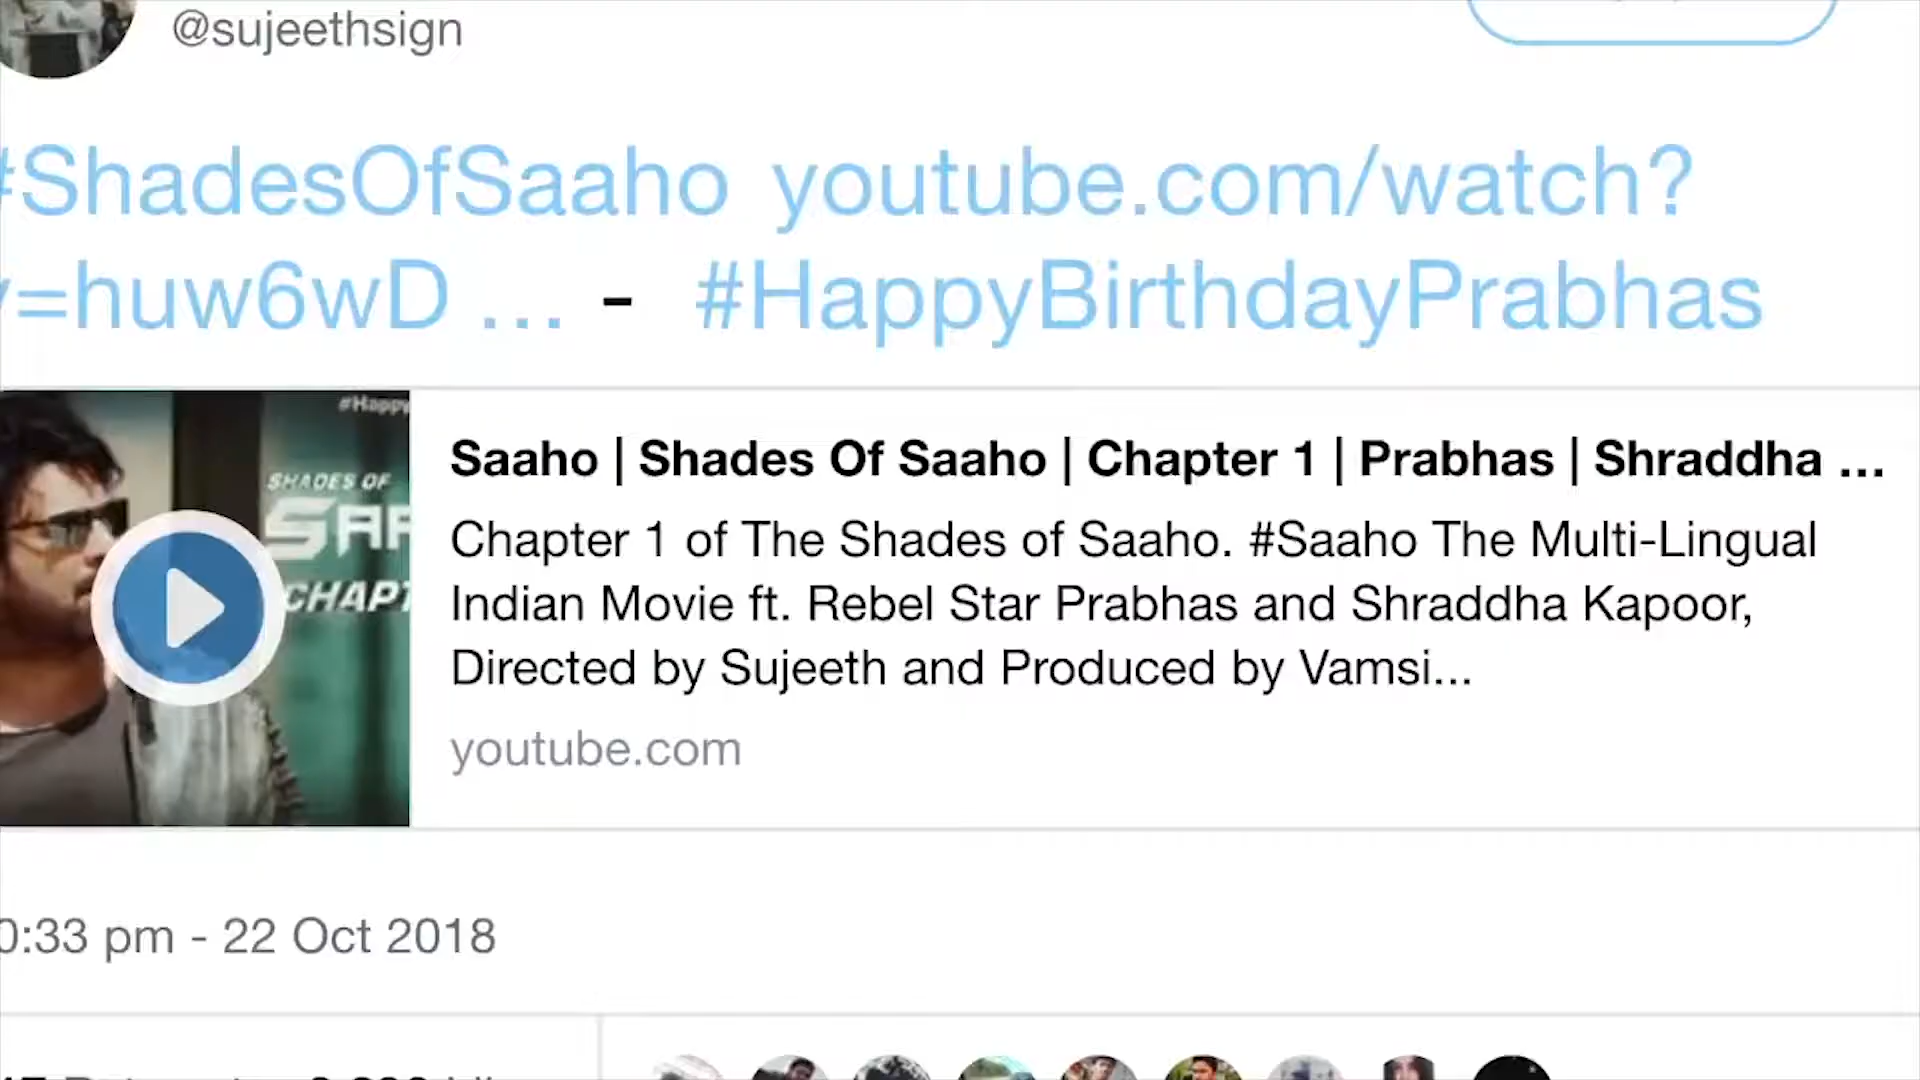 @sujeethsign
#ShadesOfSaaho youtube.com/watch?
v=huw6wD ... - #HappyBirthdayPrabhas
#Happy
SHADES OF
Saaho | Shades Of Saaho | Chapter 1 | Prabhas | Shraddha ...
Chapter 1 of The Shades of Saaho. #Saaho The Multi-Lingual
Indian Movie ft. Rebel Star Prabhas and Shraddha Kapoor,
Directed by Sujeeth and Produced by Vamsi...
youtube.com
0:33 pm - 22 Oct 2018